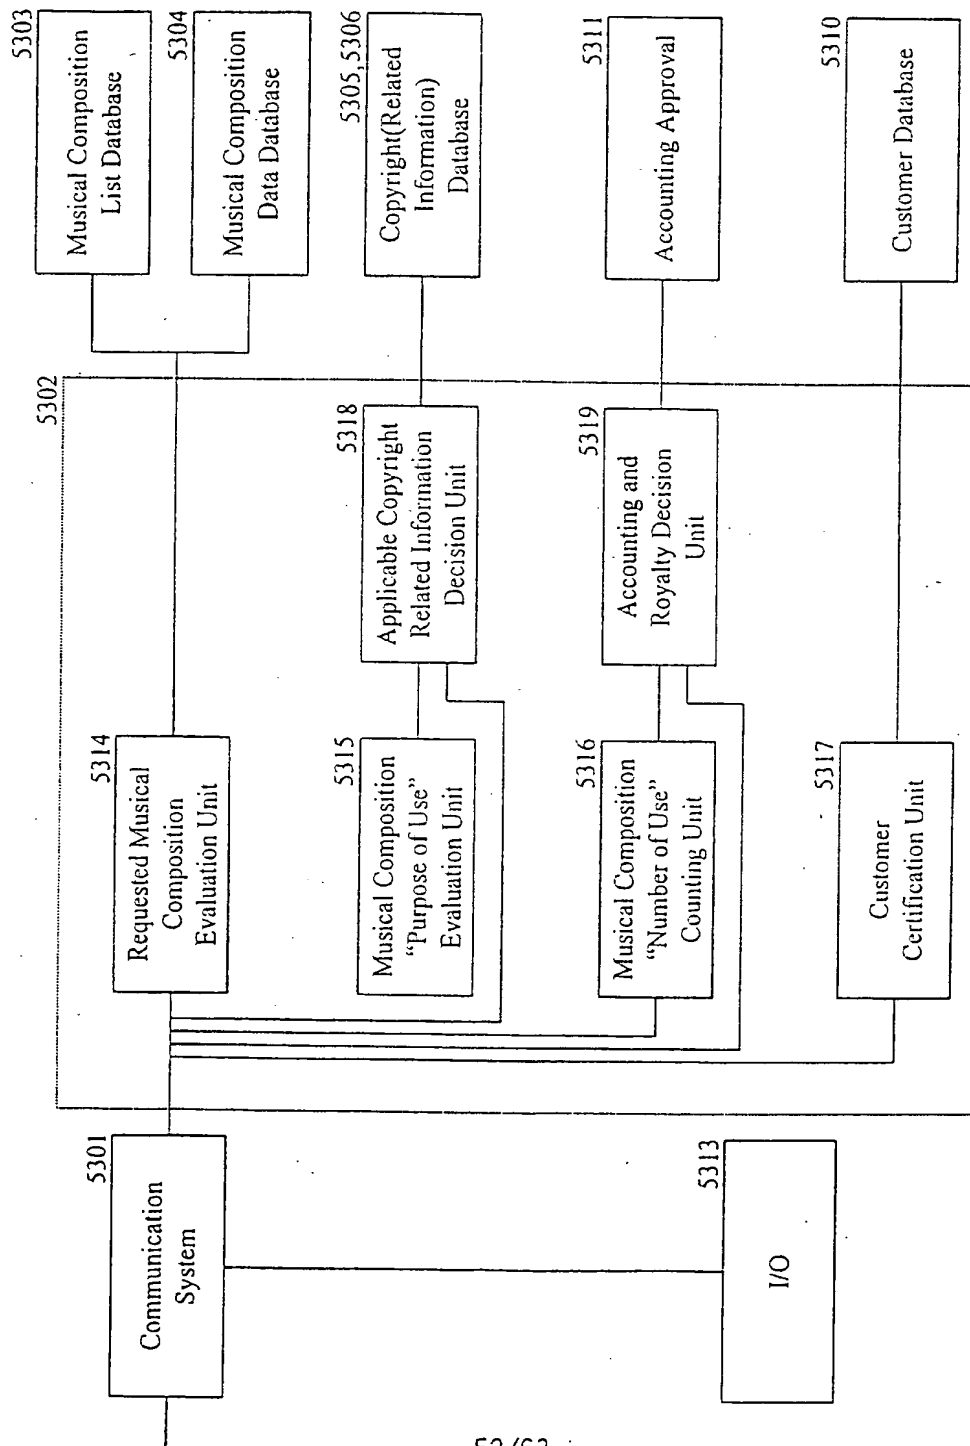 5301
Communication
System
5313
I/O
5302
5314
Requested Musical
Composition
Evaluation Unit
5315
Musical Composition
“Purpose of Use”
Evaluation Unit
5316
Musical Composition
“Number of Use”
Counting Unit
5317
Customer
Certification Unit
5318
Applicable Copyright
Related Information
Decision Unit
5319
Accounting and
Royalty Decision
Unit
5303
Musical Composition
List Database
5304
Musical Composition
Data Database
5305,5306
Copyright(Related
Information)
Database
5311
Accounting Approval
5310
Customer Database